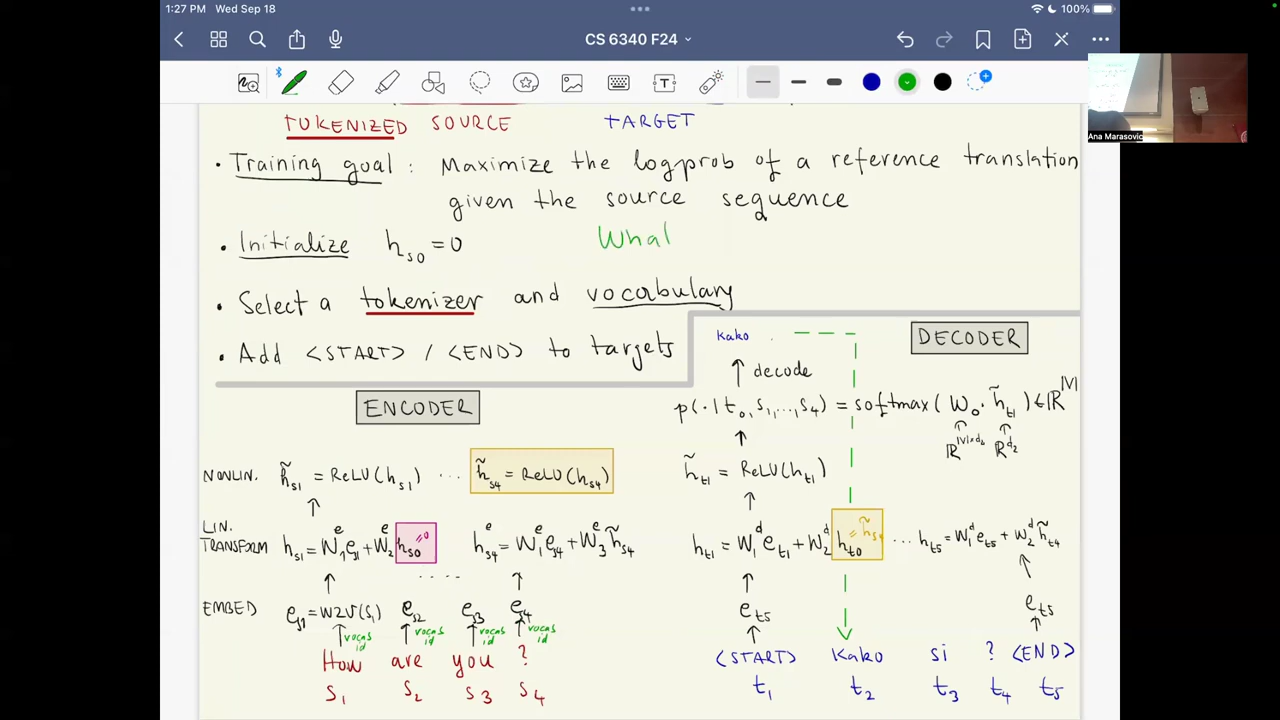 1:27 PM Wed Sep 18
100%
CS 6340 F24
Ana Marasovic
TOKENIZED SOURCE TARGET
• Training goal : Maximize the logprob of a reference translation
given the source sequence
• Initialize h_s0 = 0
Whal
• Select a tokenizer and vocabulary
• Add <START> / <END> to targets
ENCODER
NONLIN. h̃_s1 = ReLU(h_s1) ... h̃_s4 = ReLU(h_s4)
LIN. TRANSFORM h_s1 = W_1^e e_s1 + W_2^e h_s0 = 0 h_s4^e = W_1^e e_s4 + W_3^e h̃_s4
....
EMBED e_s1 = W2V(s_1) e_s2 e_s3 e_s4
vocab id vocab id vocab id vocab id
How are you ?
s_1 s_2 s_3 s_4
DECODER
Kako
decode
p(.|t_0, s_1, ..., s_4) = softmax(W_0 · h̃_t1) ∈ ℝ^|V|
ℝ^|V|×d_2 ℝ^d_2
h̃_t1 = ReLU(h_t1)
h_t1 = W_1^d e_t1 + W_2^d h_t0 = h̃_s4 ... h_t5 = W_1^d e_t5 + W_2^d h̃_t4
e_t5 e_t5
<START> Kako si ? <END>
t_1 t_2 t_3 t_4 t_5